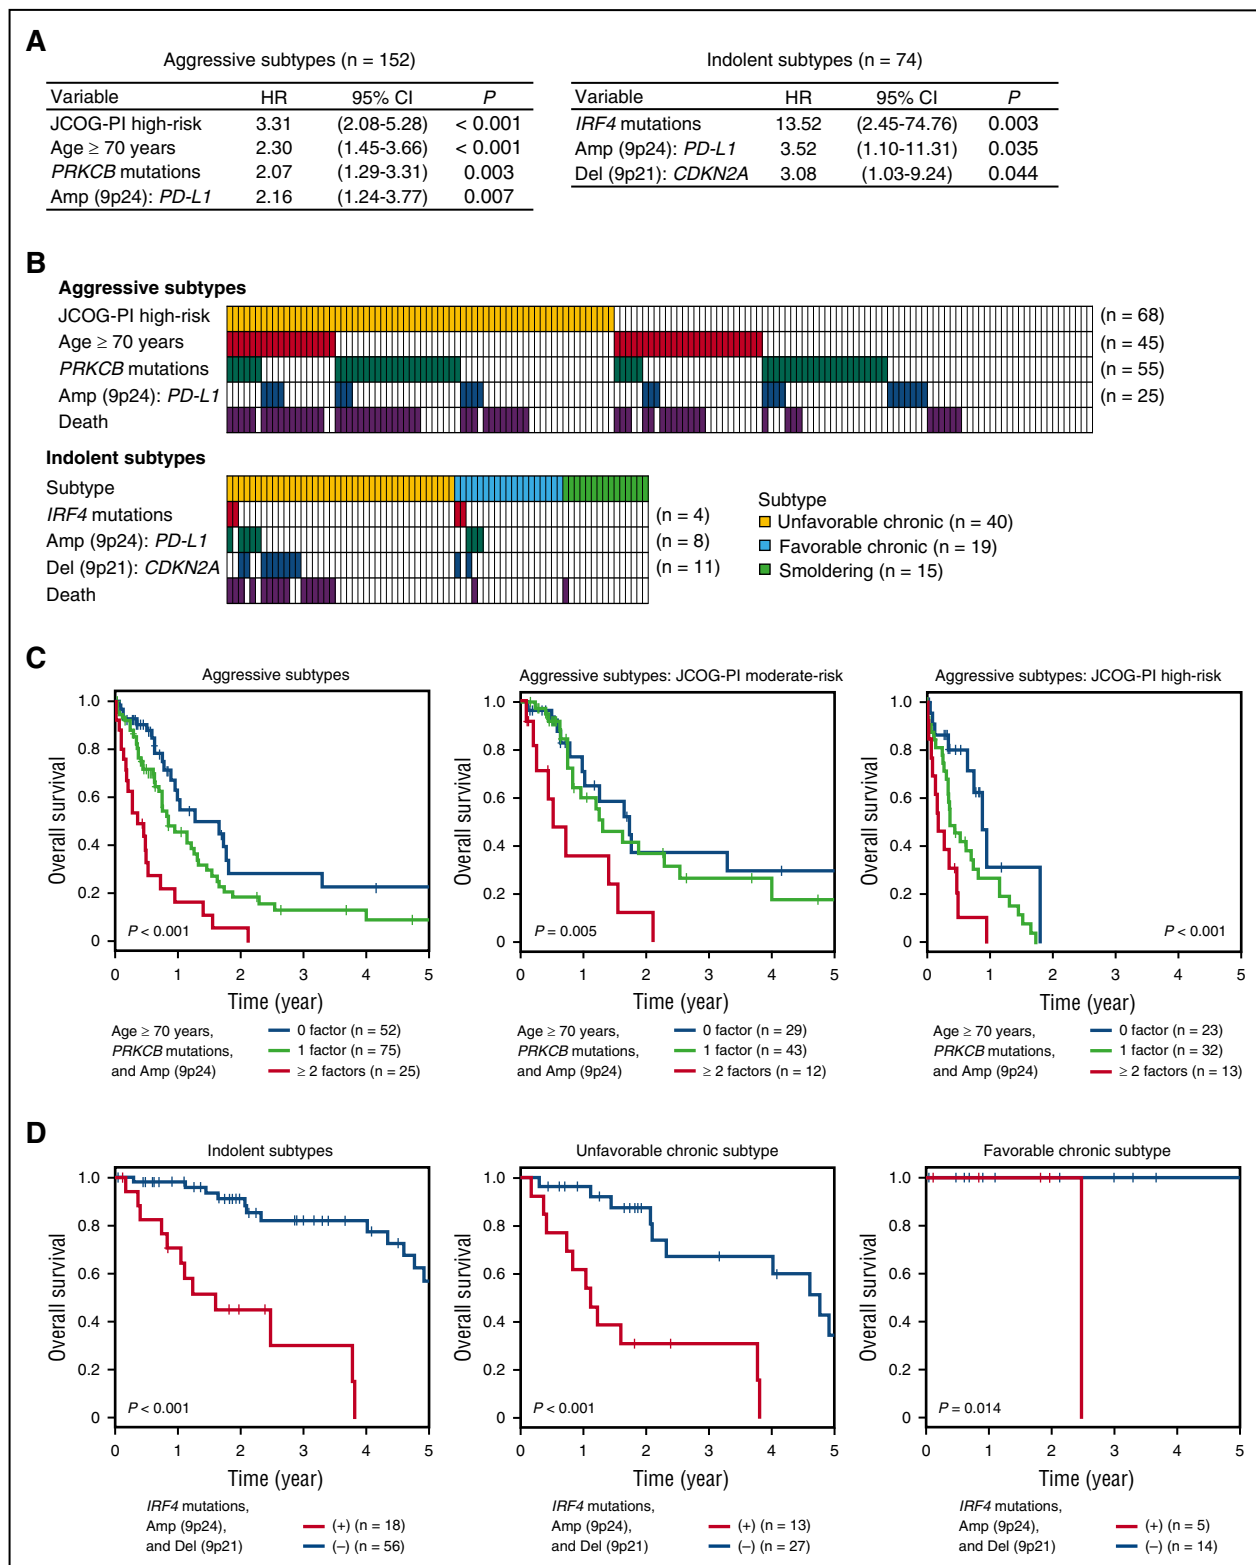 A
Aggressive subtypes (n = 152)
Variable HR 95% CI P
JCOG-PI high-risk 3.31 (2.08-5.28) < 0.001
Age ≥ 70 years 2.30 (1.45-3.66) < 0.001
PRKCB mutations 2.07 (1.29-3.31) 0.003
Amp (9p24): PD-L1 2.16 (1.24-3.77) 0.007
Indolent subtypes (n = 74)
Variable HR 95% CI P
IRF4 mutations 13.52 (2.45-74.76) 0.003
Amp (9p24): PD-L1 3.52 (1.10-11.31) 0.035
Del (9p21): CDKN2A 3.08 (1.03-9.24) 0.044
B
Aggressive subtypes
JCOG-PI high-risk (n = 68)
Age ≥ 70 years (n = 45)
PRKCB mutations (n = 55)
Amp (9p24): PD-L1 (n = 25)
Death
Indolent subtypes
Subtype
IRF4 mutations (n = 4)
Amp (9p24): PD-L1 (n = 8)
Del (9p21): CDKN2A (n = 11)
Death
Subtype
Unfavorable chronic (n = 40)
Favorable chronic (n = 19)
Smoldering (n = 15)
C
Aggressive subtypes
Overall survival
1.0
0.8
0.6
0.4
0.2
0
P < 0.001
0 1 2 3 4 5
Time (year)
Age ≥ 70 years,
PRKCB mutations,
and Amp (9p24)
0 factor (n = 52)
1 factor (n = 75)
≥ 2 factors (n = 25)
Aggressive subtypes: JCOG-PI moderate-risk
Overall survival
1.0
0.8
0.6
0.4
0.2
0
P = 0.005
0 1 2 3 4 5
Time (year)
Age ≥ 70 years,
PRKCB mutations,
and Amp (9p24)
0 factor (n = 29)
1 factor (n = 43)
≥ 2 factors (n = 12)
Aggressive subtypes: JCOG-PI high-risk
Overall survival
1.0
0.8
0.6
0.4
0.2
0
P < 0.001
0 1 2 3 4 5
Time (year)
Age ≥ 70 years,
PRKCB mutations,
and Amp (9p24)
0 factor (n = 23)
1 factor (n = 32)
≥ 2 factors (n = 13)
D
Indolent subtypes
Overall survival
1.0
0.8
0.6
0.4
0.2
0
P < 0.001
0 1 2 3 4 5
Time (year)
IRF4 mutations,
Amp (9p24),
and Del (9p21)
(+) (n = 18)
(–) (n = 56)
Unfavorable chronic subtype
Overall survival
1.0
0.8
0.6
0.4
0.2
0
P < 0.001
0 1 2 3 4 5
Time (year)
IRF4 mutations,
Amp (9p24),
and Del (9p21)
(+) (n = 13)
(–) (n = 27)
Favorable chronic subtype
Overall survival
1.0
0.8
0.6
0.4
0.2
0
P = 0.014
0 1 2 3 4 5
Time (year)
IRF4 mutations,
Amp (9p24),
and Del (9p21)
(+) (n = 5)
(–) (n = 14)